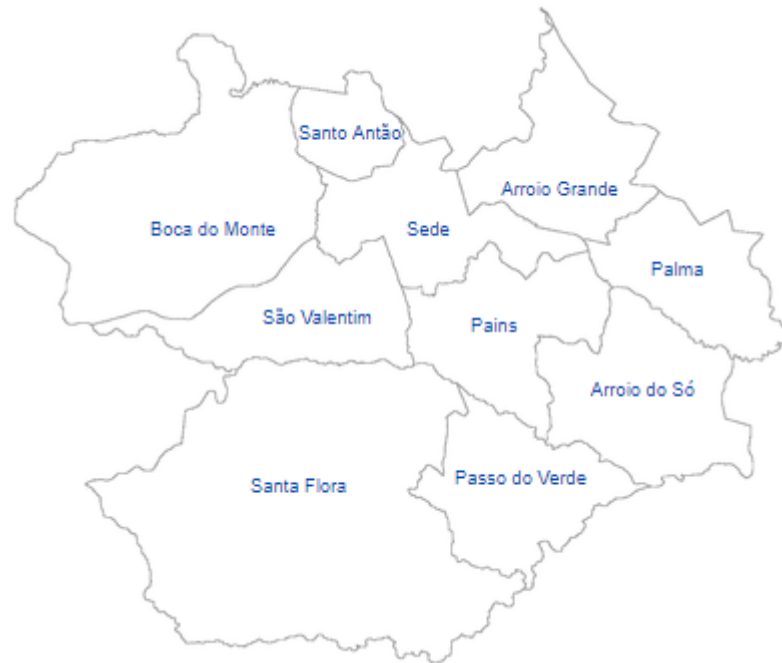 Santo Antão
Arroio Grande
Boca do Monte
Sede
Palma
São Valentim
Pains
Arroio do Só
Santa Flora
Passo do Verde